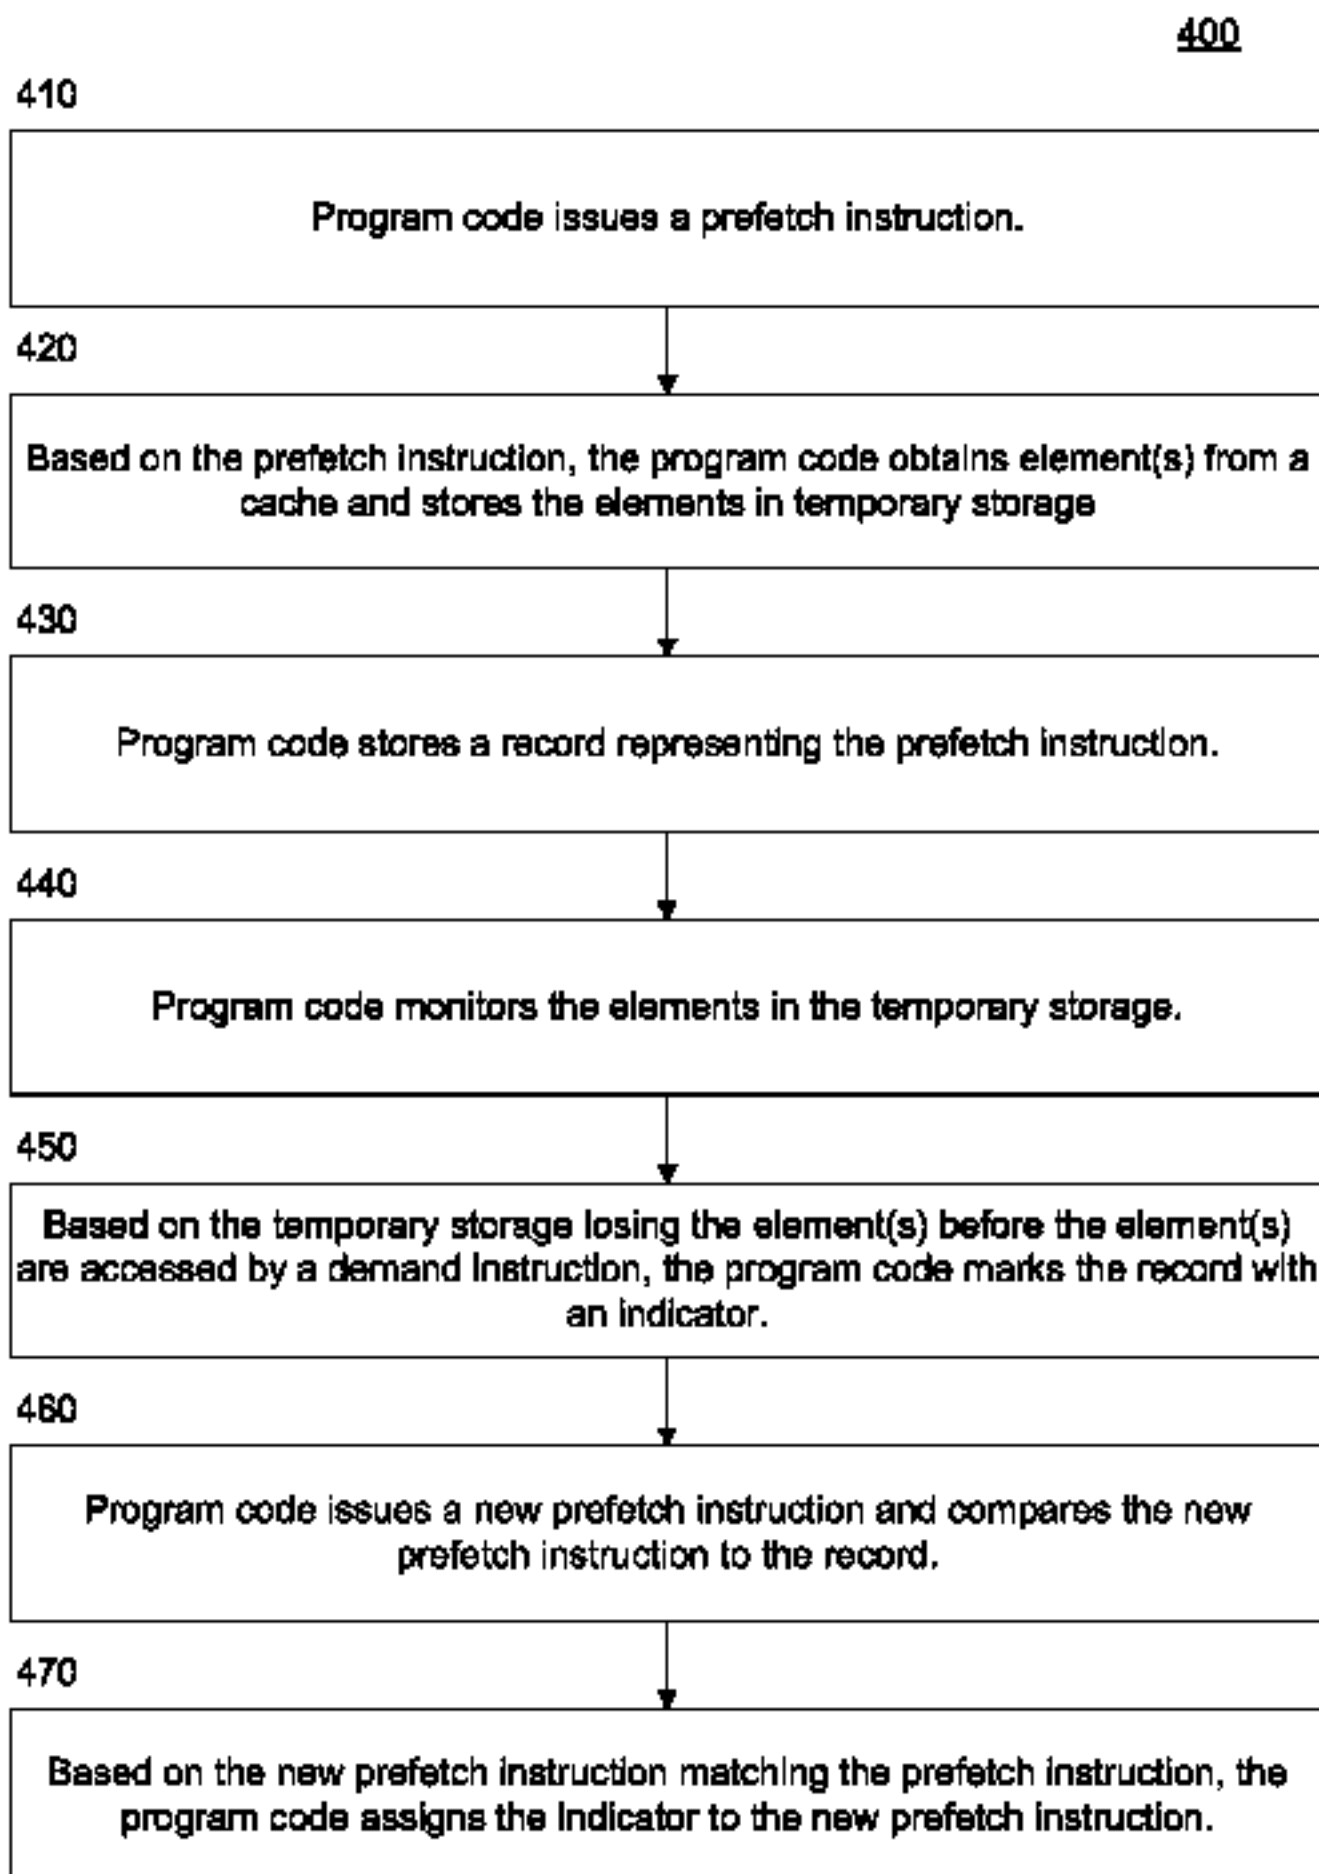 400
410
Program code issues a prefetch instruction.
420
Based on the prefetch instruction, the program code obtains element(s) from a
cache and stores the elements in temporary storage
430
Program code stores a record representing the prefetch instruction.
440
Program code monitors the elements in the temporary storage.
450
Based on the temporary storage losing the element(s) before the element(s)
are accessed by a demand instruction, the program code marks the record with
an indicator.
460
Program code issues a new prefetch instruction and compares the new
prefetch instruction to the record.
470
Based on the new prefetch instruction matching the prefetch instruction, the
program code assigns the indicator to the new prefetch instruction.